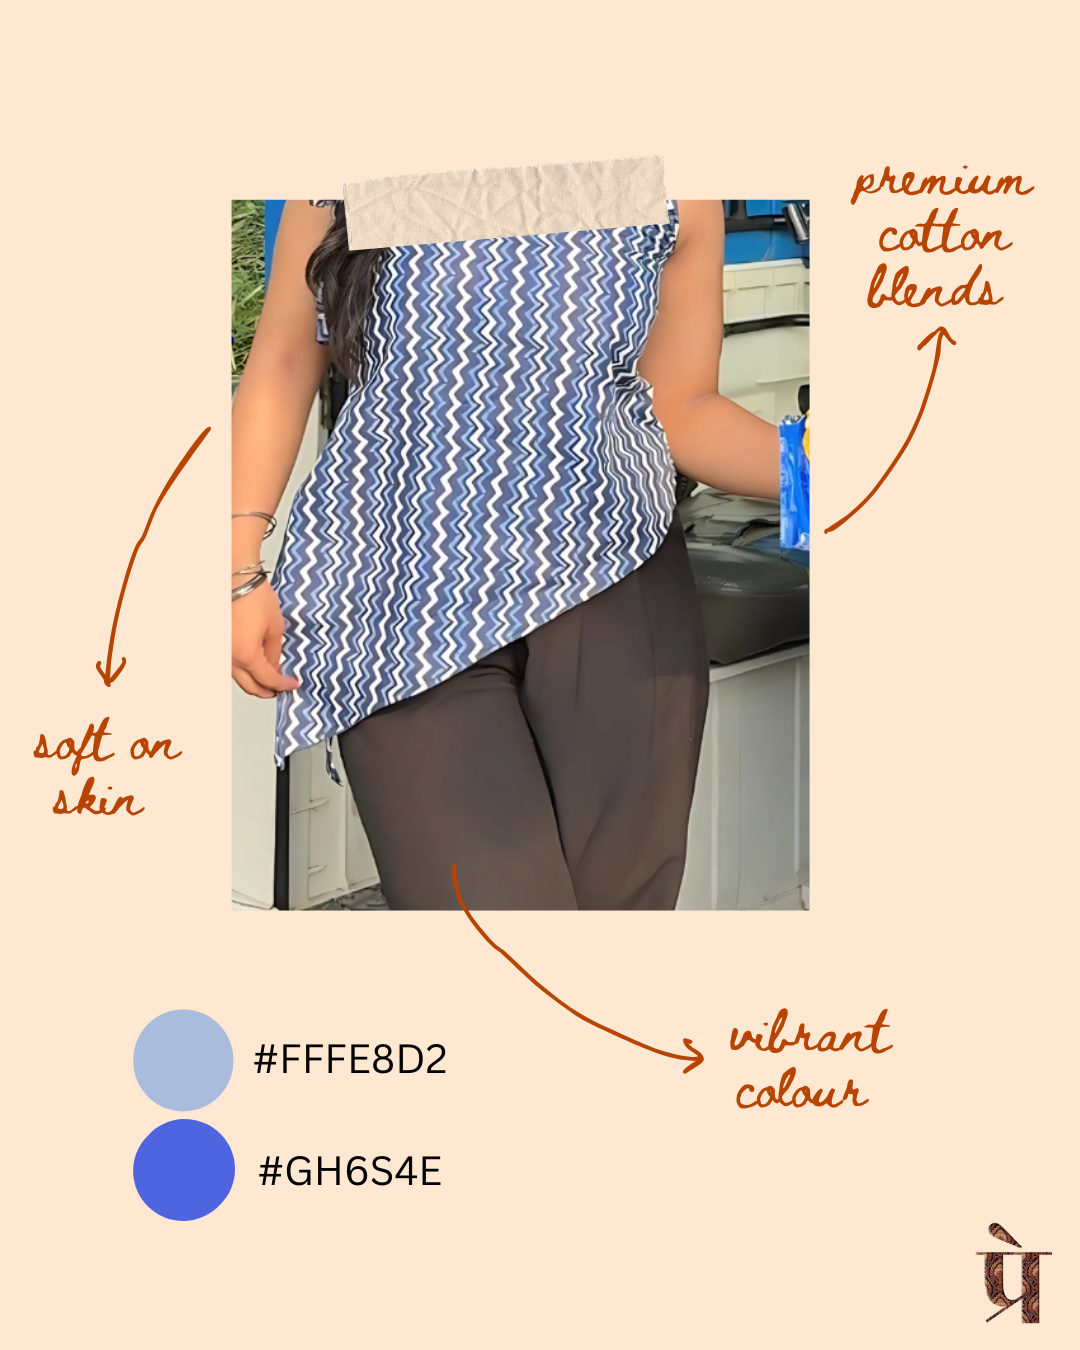 premium
cotton
blends
soft on
skin
#FFFE8D2
vibrant
colour
#GH6S4E
प्रे